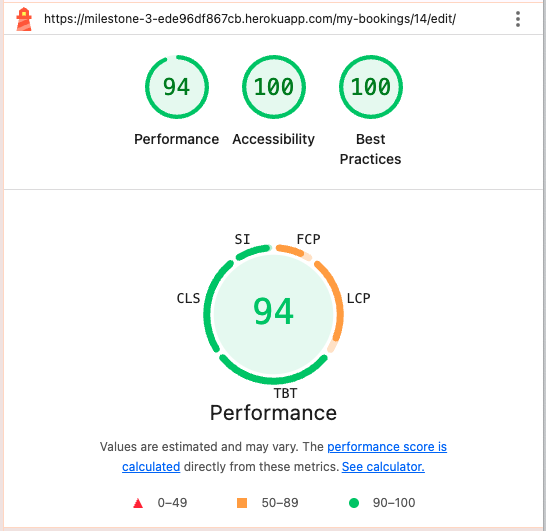 https://milestone-3-ede96df867cb.herokuapp.com/my-bookings/14/edit/
94 100 100
Performance Accessibility Best
Practices
SI FCP
CLS LCP
94
TBT
Performance
Values are estimated and may vary. The performance score is
calculated directly from these metrics. See calculator.
0–49 50–89 90–100